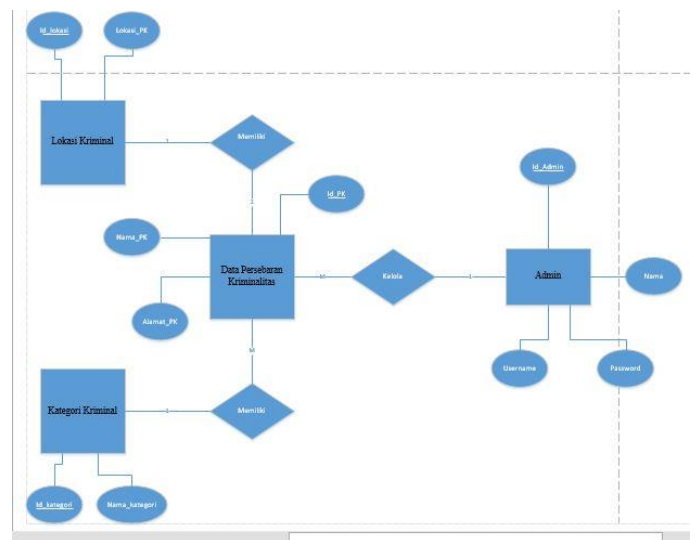 Id_lokasi
Lokasi_PK
Lokasi Kriminal
1
Memiliki
1
Id_PK
Id_Admin
Nama_PK
Data Persebaran
Kriminalitas
M
Kelola
1
Admin
Nama
Alamat_PK
M
Username
Password
Kategori Kriminal
1
Memiliki
Id_kategori
Nama_kategori